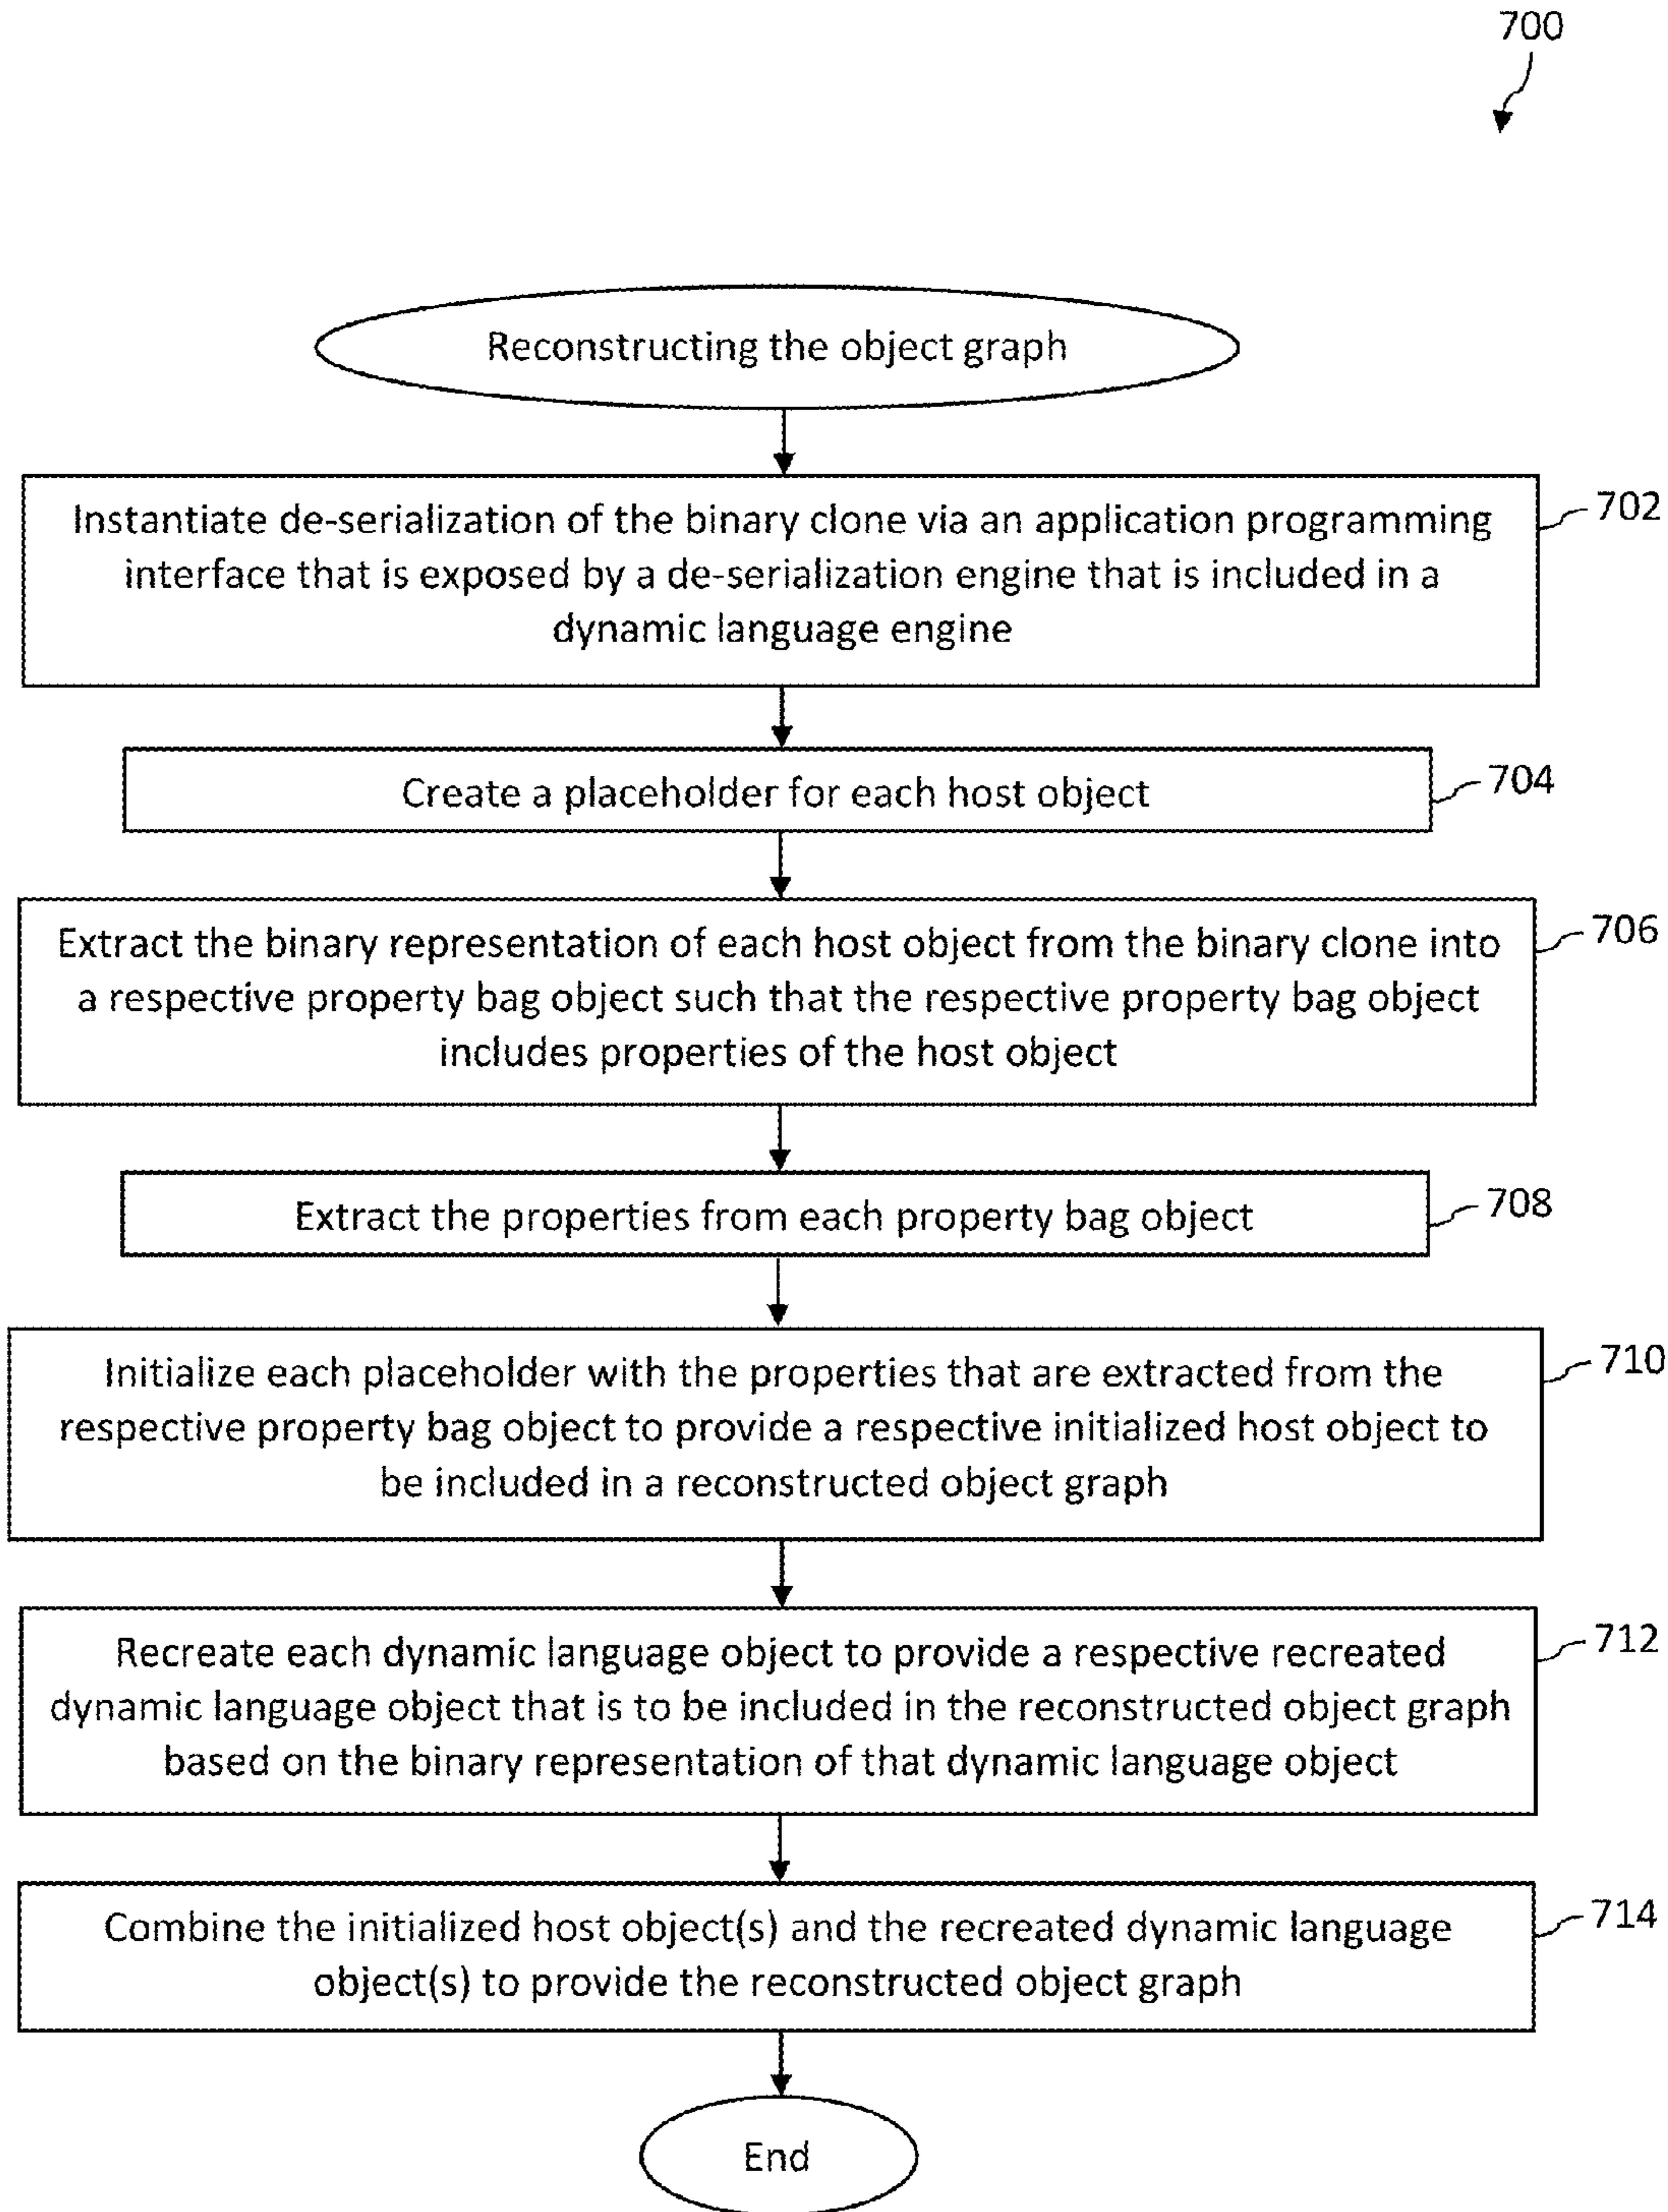 700
Reconstructing the object graph
Instantiate de-serialization of the binary clone via an application programming
interface that is exposed by a de-serialization engine that is included in a
dynamic language engine
702
Create a placeholder for each host object
704
Extract the binary representation of each host object from the binary clone into
a respective property bag object such that the respective property bag object
includes properties of the host object
706
Extract the properties from each property bag object
708
Initialize each placeholder with the properties that are extracted from the
respective property bag object to provide a respective initialized host object to
be included in a reconstructed object graph
710
Recreate each dynamic language object to provide a respective recreated
dynamic language object that is to be included in the reconstructed object graph
based on the binary representation of that dynamic language object
712
Combine the initialized host object(s) and the recreated dynamic language
object(s) to provide the reconstructed object graph
714
End